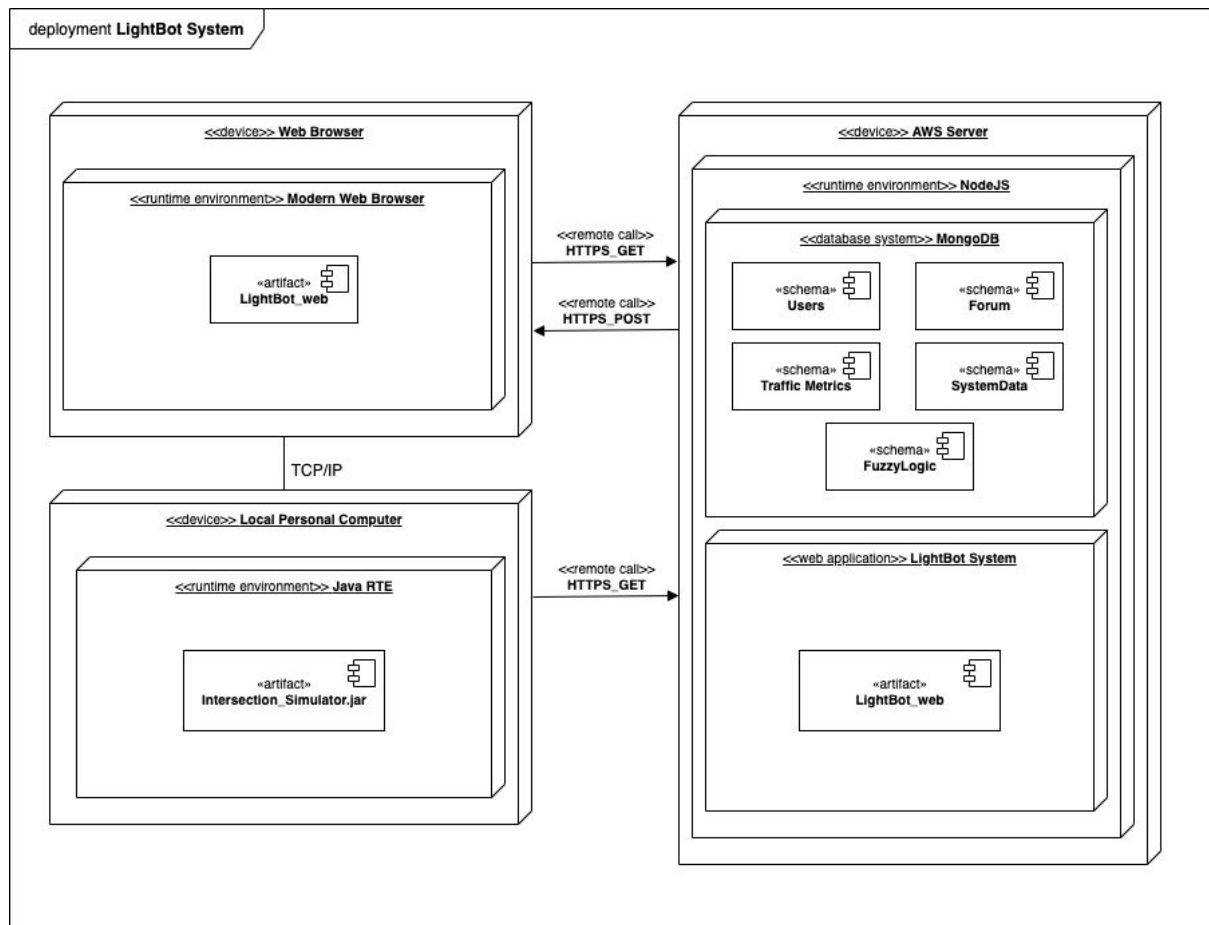 deployment LightBot System
<<device>> Web Browser
<<runtime environment>> Modern Web Browser
«artifact»
LightBot_web
<<remote call>>
HTTPS_GET
<<remote call>>
HTTPS_POST
TCP/IP
<<device>> Local Personal Computer
<<runtime environment>> Java RTE
«artifact»
Intersection_Simulator.jar
<<remote call>>
HTTPS_GET
<<device>> AWS Server
<<runtime environment>> NodeJS
<<database system>> MongoDB
«schema»
Users
«schema»
Forum
«schema»
Traffic Metrics
«schema»
SystemData
«schema»
FuzzyLogic
<<web application>> LightBot System
«artifact»
LightBot_web